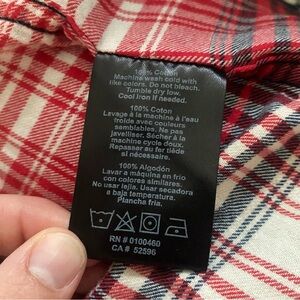 100% Cotton
Machine wash cold with
like colors. Do not bleach.
Tumble dry low.
Cool Iron if needed.
100% Coton
Lavage à la machine à l'eau
froide avec couleurs
semblables. Ne pas
javelliser. Sécher à la
machine cycle doux.
Repasser au fer tiède
si nécessaire.
100% Algodón
Lavar a máquina en frio
con colores similares.
No usar lejía. Usar secadora
a baja temperatura.
Plancha fria.
RN # 0100460
CA # 52596